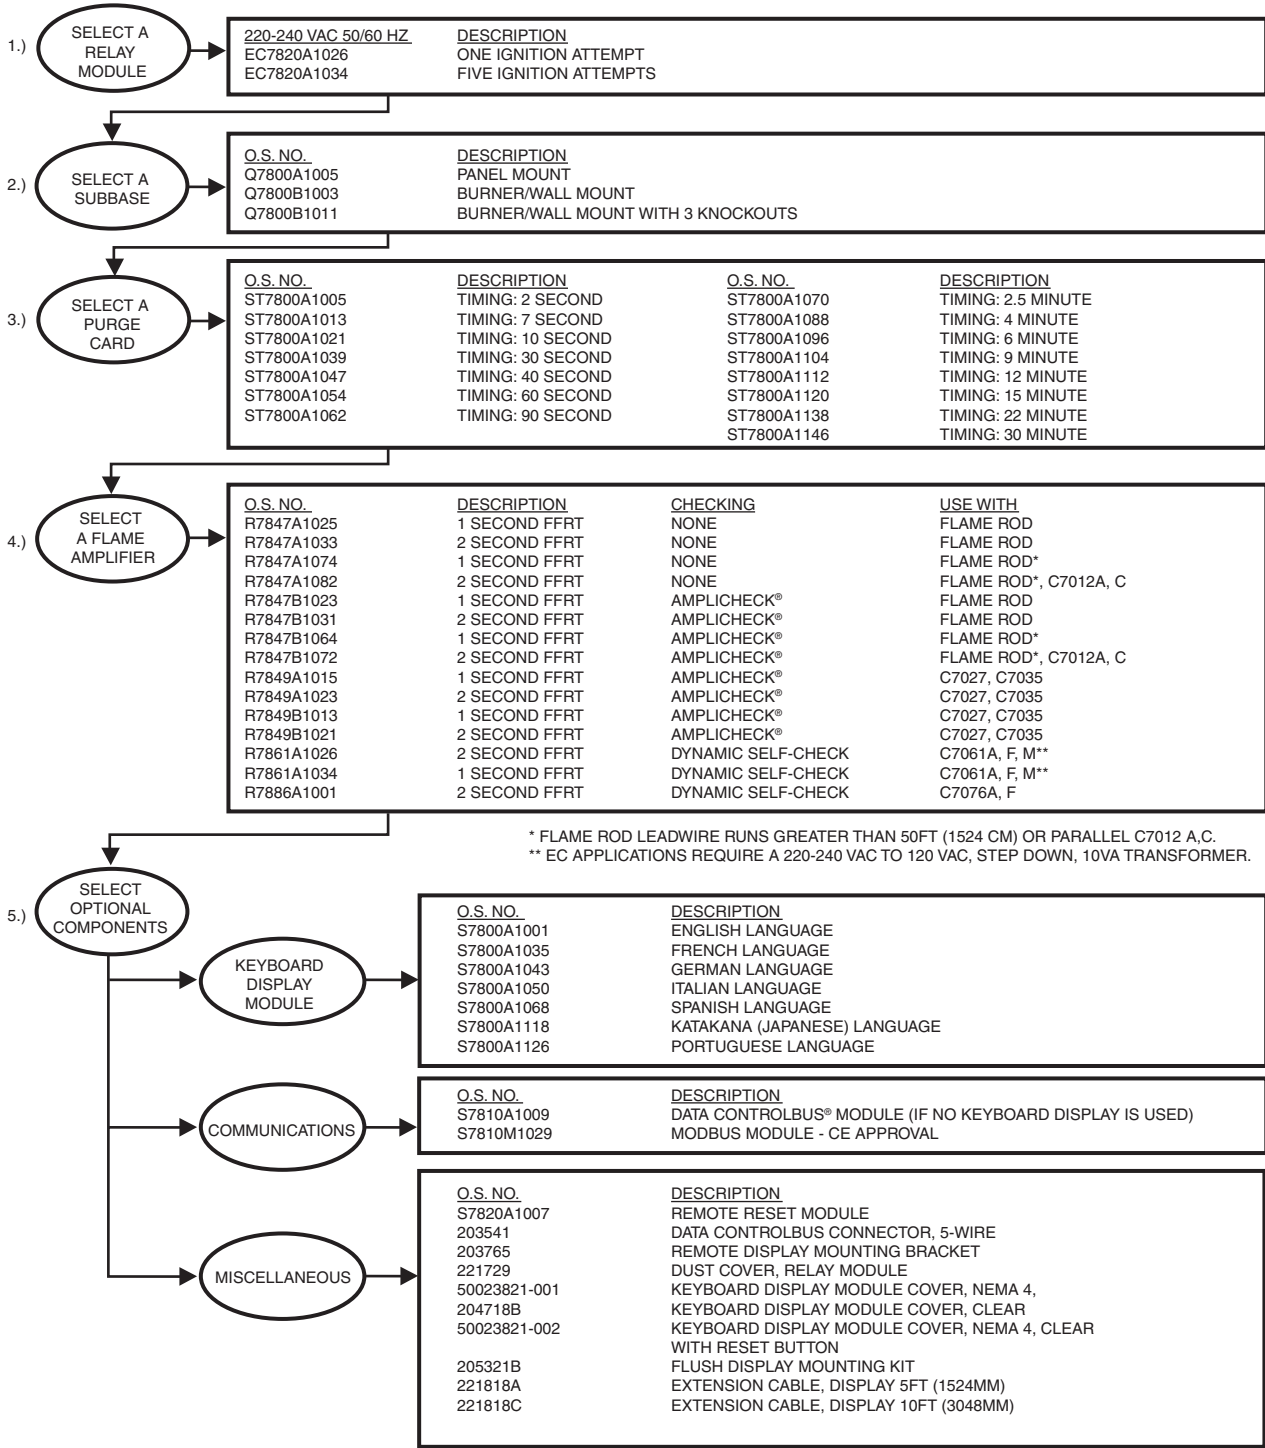 1.)
SELECT A
RELAY
MODULE
220-240 VAC 50/60 HZ DESCRIPTION
EC7820A1026 ONE IGNITION ATTEMPT
EC7820A1034 FIVE IGNITION ATTEMPTS
2.)
SELECT A
SUBBASE
O.S. NO. DESCRIPTION
Q7800A1005 PANEL MOUNT
Q7800B1003 BURNER/WALL MOUNT
Q7800B1011 BURNER/WALL MOUNT WITH 3 KNOCKOUTS
3.)
SELECT A
PURGE
CARD
O.S. NO. DESCRIPTION O.S. NO. DESCRIPTION
ST7800A1005 TIMING: 2 SECOND ST7800A1070 TIMING: 2.5 MINUTE
ST7800A1013 TIMING: 7 SECOND ST7800A1088 TIMING: 4 MINUTE
ST7800A1021 TIMING: 10 SECOND ST7800A1096 TIMING: 6 MINUTE
ST7800A1039 TIMING: 30 SECOND ST7800A1104 TIMING: 9 MINUTE
ST7800A1047 TIMING: 40 SECOND ST7800A1112 TIMING: 12 MINUTE
ST7800A1054 TIMING: 60 SECOND ST7800A1120 TIMING: 15 MINUTE
ST7800A1062 TIMING: 90 SECOND ST7800A1138 TIMING: 22 MINUTE
ST7800A1146 TIMING: 30 MINUTE
4.)
SELECT
A FLAME
AMPLIFIER
O.S. NO. DESCRIPTION CHECKING USE WITH
R7847A1025 1 SECOND FFRT NONE FLAME ROD
R7847A1033 2 SECOND FFRT NONE FLAME ROD
R7847A1074 1 SECOND FFRT NONE FLAME ROD*
R7847A1082 2 SECOND FFRT NONE FLAME ROD*, C7012A, C
R7847B1023 1 SECOND FFRT AMPLICHECK® FLAME ROD
R7847B1031 2 SECOND FFRT AMPLICHECK® FLAME ROD
R7847B1064 1 SECOND FFRT AMPLICHECK® FLAME ROD*
R7847B1072 2 SECOND FFRT AMPLICHECK® FLAME ROD*, C7012A, C
R7849A1015 1 SECOND FFRT AMPLICHECK® C7027, C7035
R7849A1023 2 SECOND FFRT AMPLICHECK® C7027, C7035
R7849B1013 1 SECOND FFRT AMPLICHECK® C7027, C7035
R7849B1021 2 SECOND FFRT AMPLICHECK® C7027, C7035
R7861A1026 2 SECOND FFRT DYNAMIC SELF-CHECK C7061A, F, M**
R7861A1034 1 SECOND FFRT DYNAMIC SELF-CHECK C7061A, F, M**
R7886A1001 2 SECOND FFRT DYNAMIC SELF-CHECK C7076A, F
* FLAME ROD LEADWIRE RUNS GREATER THAN 50FT (1524 CM) OR PARALLEL C7012 A,C.
** EC APPLICATIONS REQUIRE A 220-240 VAC TO 120 VAC, STEP DOWN, 10VA TRANSFORMER.
5.)
SELECT
OPTIONAL
COMPONENTS
KEYBOARD
DISPLAY
MODULE
O.S. NO. DESCRIPTION
S7800A1001 ENGLISH LANGUAGE
S7800A1035 FRENCH LANGUAGE
S7800A1043 GERMAN LANGUAGE
S7800A1050 ITALIAN LANGUAGE
S7800A1068 SPANISH LANGUAGE
S7800A1118 KATAKANA (JAPANESE) LANGUAGE
S7800A1126 PORTUGUESE LANGUAGE
COMMUNICATIONS
O.S. NO. DESCRIPTION
S7810A1009 DATA CONTROLBUS® MODULE (IF NO KEYBOARD DISPLAY IS USED)
S7810M1029 MODBUS MODULE - CE APPROVAL
MISCELLANEOUS
O.S. NO. DESCRIPTION
S7820A1007 REMOTE RESET MODULE
203541 DATA CONTROLBUS CONNECTOR, 5-WIRE
203765 REMOTE DISPLAY MOUNTING BRACKET
221729 DUST COVER, RELAY MODULE
50023821-001 KEYBOARD DISPLAY MODULE COVER, NEMA 4,
204718B KEYBOARD DISPLAY MODULE COVER, CLEAR
50023821-002 KEYBOARD DISPLAY MODULE COVER, NEMA 4, CLEAR
WITH RESET BUTTON
205321B FLUSH DISPLAY MOUNTING KIT
221818A EXTENSION CABLE, DISPLAY 5FT (1524MM)
221818C EXTENSION CABLE, DISPLAY 10FT (3048MM)